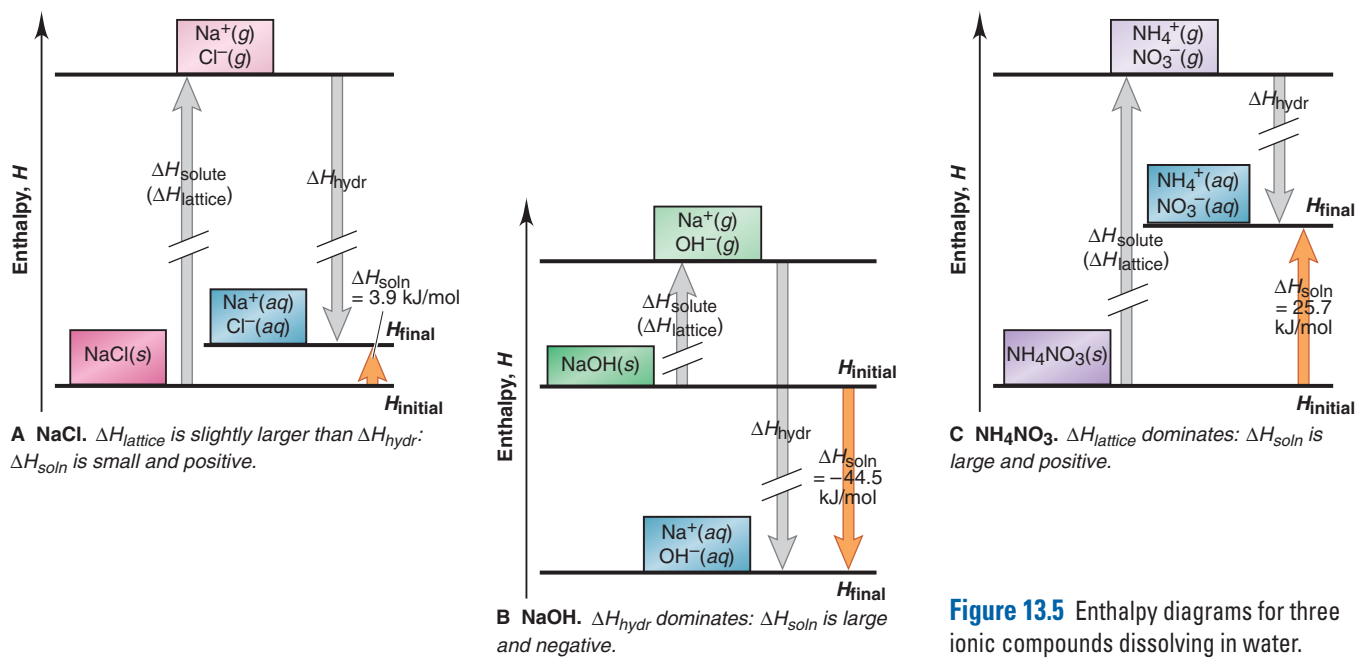 Enthalpy, H
Na⁺(g)
Cl⁻(g)
ΔHsolute
(ΔHlattice)
ΔHhydr
ΔHsoln
= 3.9 kJ/mol
Na⁺(aq)
Cl⁻(aq)
Hfinal
NaCl(s)
Hinitial
A NaCl. ΔHlattice is slightly larger than ΔHhydr:
ΔHsoln is small and positive.
Enthalpy, H
Na⁺(g)
OH⁻(g)
ΔHsolute
(ΔHlattice)
NaOH(s)
Hinitial
ΔHhydr
ΔHsoln
= −44.5
kJ/mol
Na⁺(aq)
OH⁻(aq)
Hfinal
B NaOH. ΔHhydr dominates: ΔHsoln is large
and negative.
Enthalpy, H
NH₄⁺(g)
NO₃⁻(g)
ΔHhydr
NH₄⁺(aq)
NO₃⁻(aq)
Hfinal
ΔHsolute
(ΔHlattice)
ΔHsoln
= 25.7
kJ/mol
NH₄NO₃(s)
Hinitial
C NH₄NO₃. ΔHlattice dominates: ΔHsoln is
large and positive.
Figure 13.5 Enthalpy diagrams for three
ionic compounds dissolving in water.